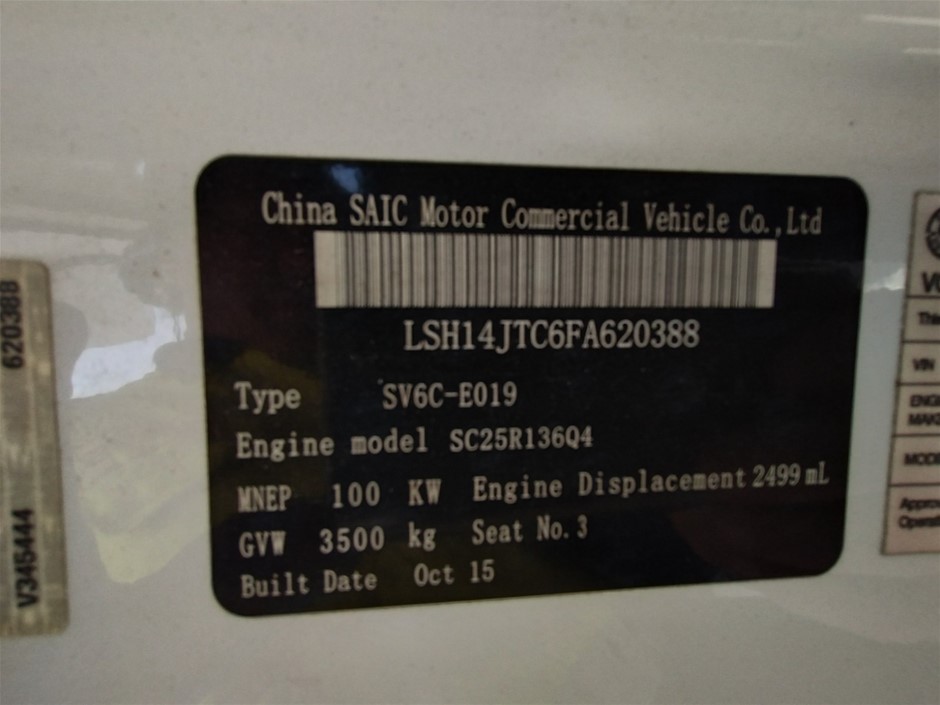 China SAIC Motor Commercial Vehicle Co.,Ltd
LSH14JTC6FA620388
Type SV6C-E019
Engine model SC25R136Q4
MNEP 100 KW Engine Displacement 2499 mL
GVW 3500 kg Seat No.3
Built Date Oct 15
V345444 620388
VIN